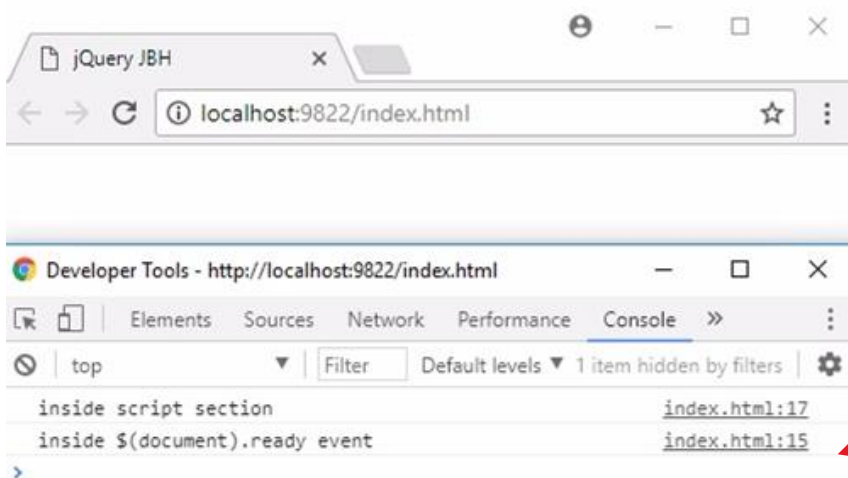 jQuery JBH
localhost:9822/index.html
Developer Tools - http://localhost:9822/index.html
Elements Sources Network Performance Console »
top Filter Default levels 1 item hidden by filters
inside script section index.html:17
inside $(document).ready event index.html:15
>